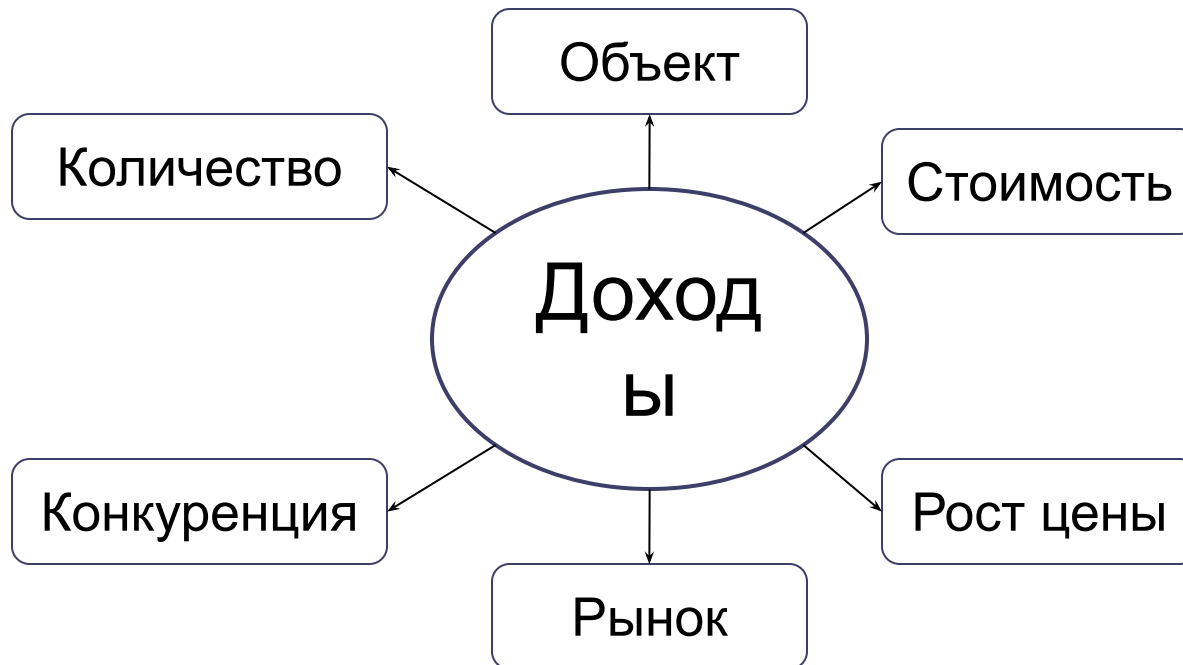 Объект
Количество
Стоимость
Доход
ы
Конкуренция
Рост цены
Рынок